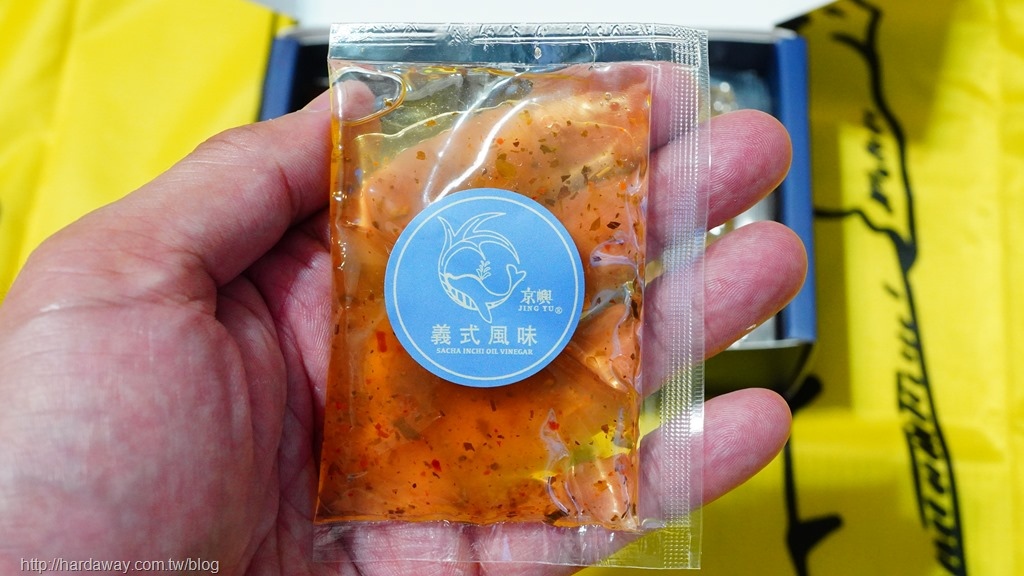 京嶼
JING YU®
義式風味
SACHA INCHI OIL VINEGAR
http://hardaway.com.tw/blog